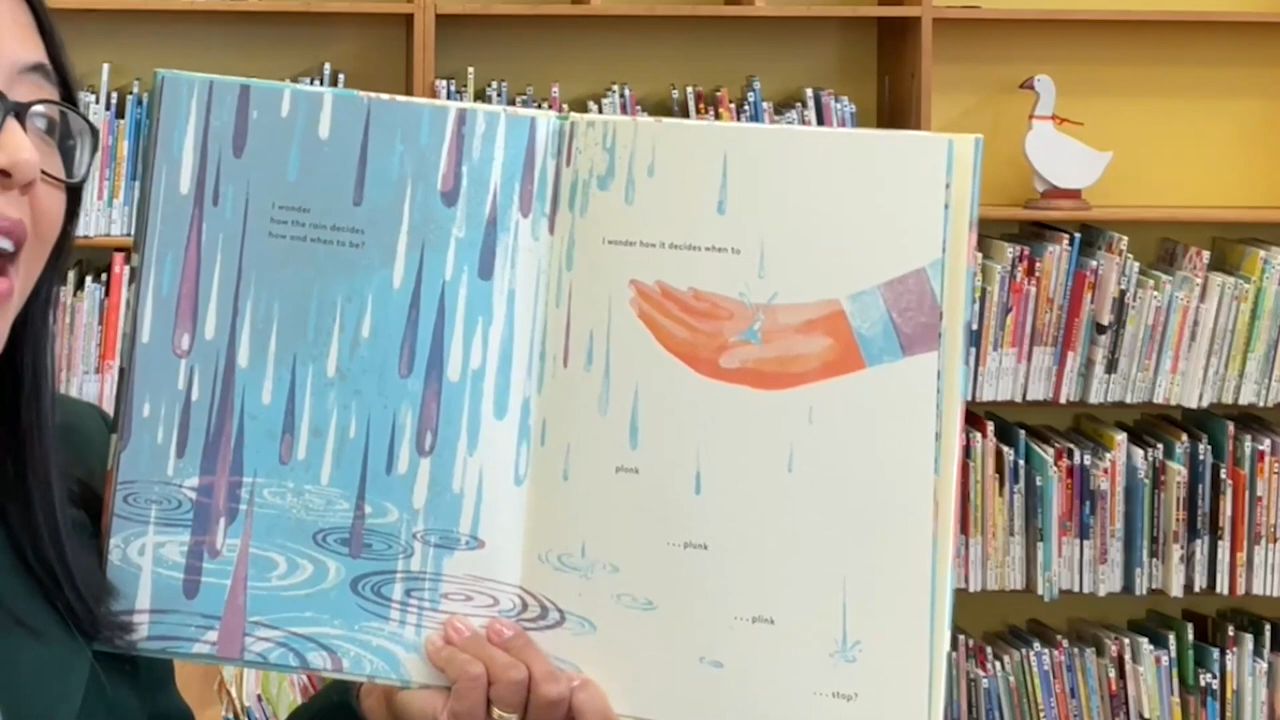 I wonder
how the rain decides
how and when to be?
I wonder how it decides when to
plonk
...plunk
...plink
...stop?